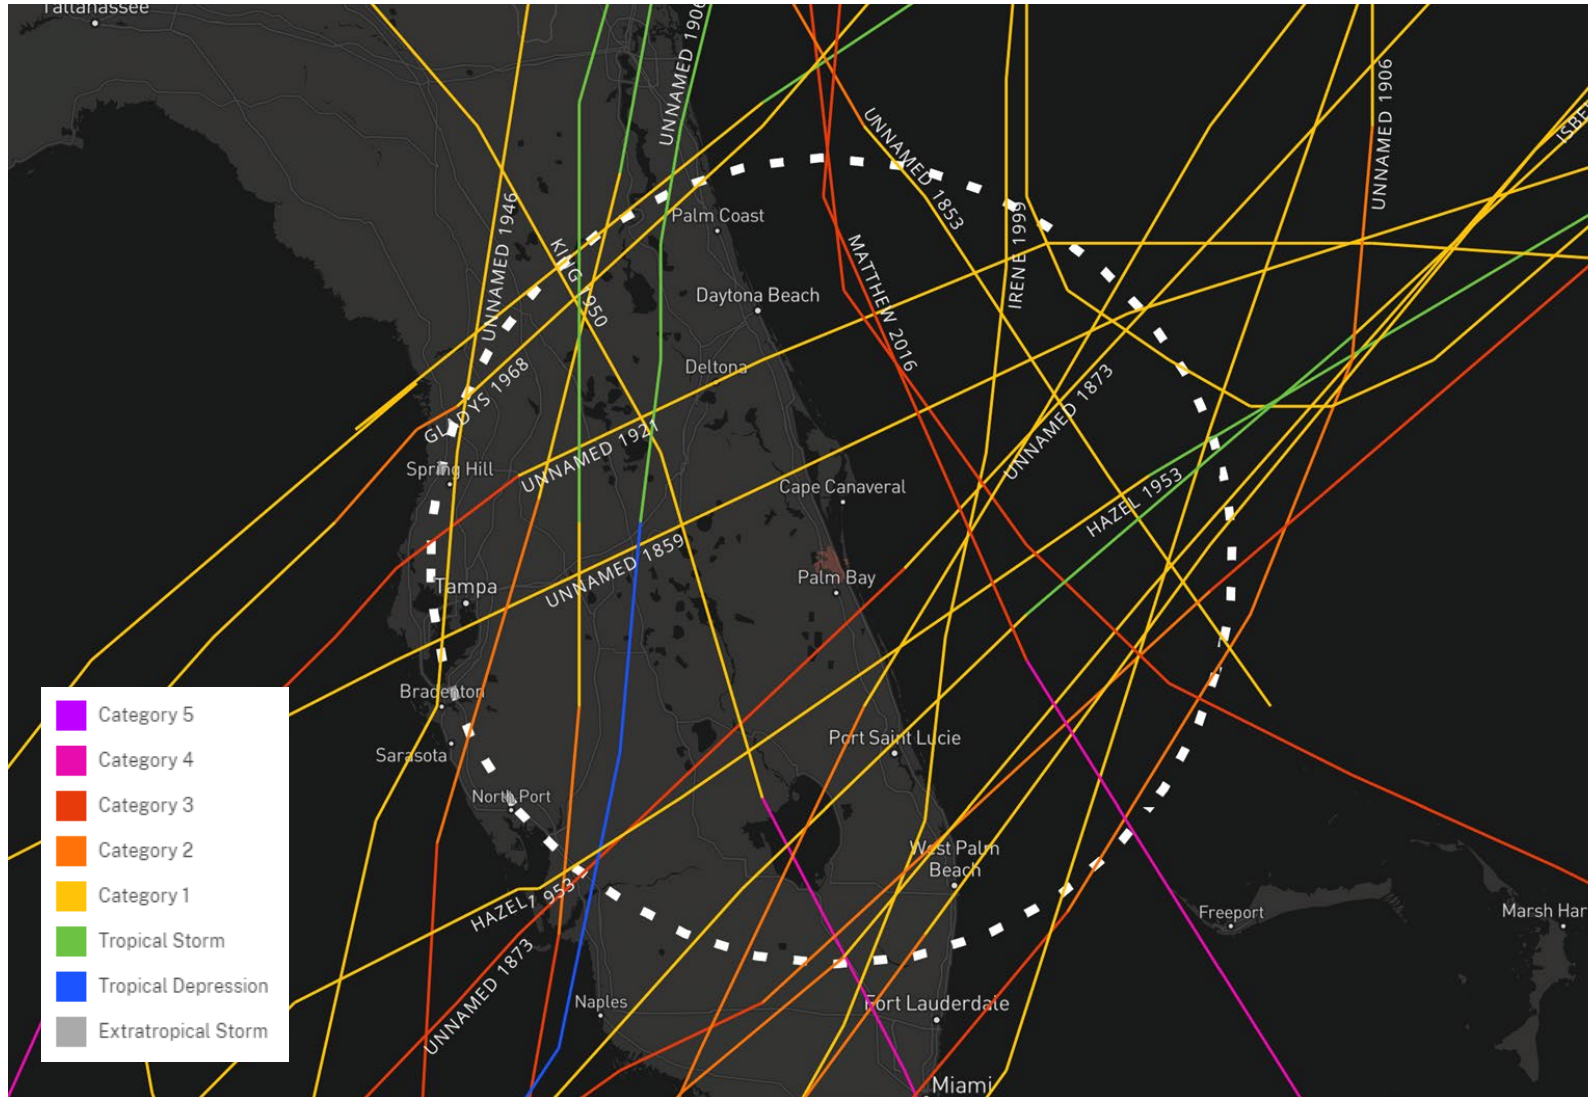 Tallahassee
UNNAMED 1906
UNNAMED 1853
UNNAMED 1906
ISBE
UNNAMED 1946
KING 1950
Palm Coast
IRENE 1999
MATTHEW 2016
Daytona Beach
Deltona
GLADYS 1968
UNNAMED 1921
UNNAMED 1873
Spring Hill
Cape Canaveral
HAZEL 1953
UNNAMED 1859
Palm Bay
Tampa
Bradenton
Sarasota
Port Saint Lucie
North Port
West Palm
Beach
HAZEL 1953
Freeport
Marsh Har
UNNAMED 1873
Naples
Fort Lauderdale
Miami
Category 5
Category 4
Category 3
Category 2
Category 1
Tropical Storm
Tropical Depression
Extratropical Storm